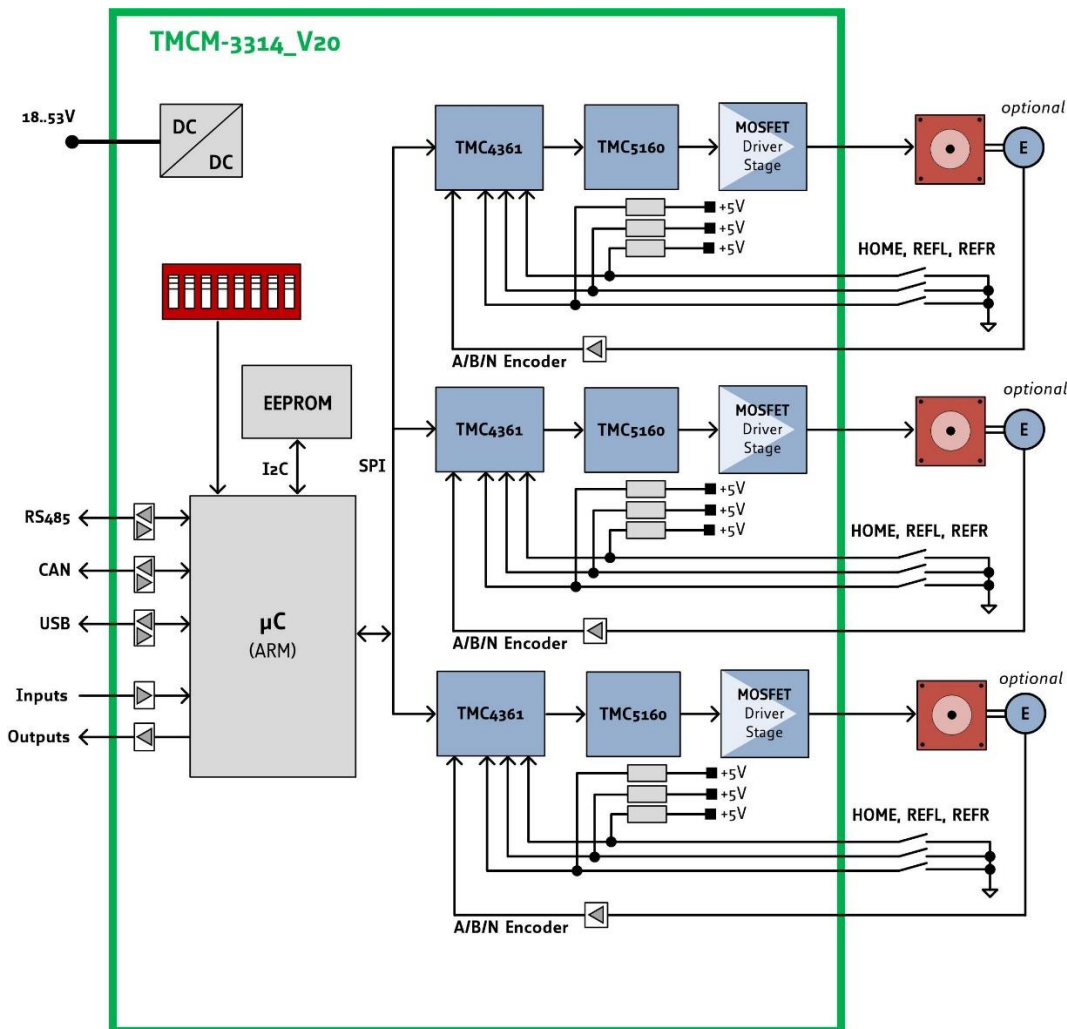 TMCM-3314_V20
18..53V
DC
DC
EEPROM
I2C
SPI
RS485
CAN
USB
Inputs
Outputs
µC
(ARM)
TMC4361
TMC5160
MOSFET
Driver
Stage
optional
E
+5V
+5V
+5V
HOME, REFL, REFR
A/B/N Encoder
TMC4361
TMC5160
MOSFET
Driver
Stage
optional
E
+5V
+5V
+5V
HOME, REFL, REFR
A/B/N Encoder
TMC4361
TMC5160
MOSFET
Driver
Stage
optional
E
+5V
+5V
+5V
HOME, REFL, REFR
A/B/N Encoder